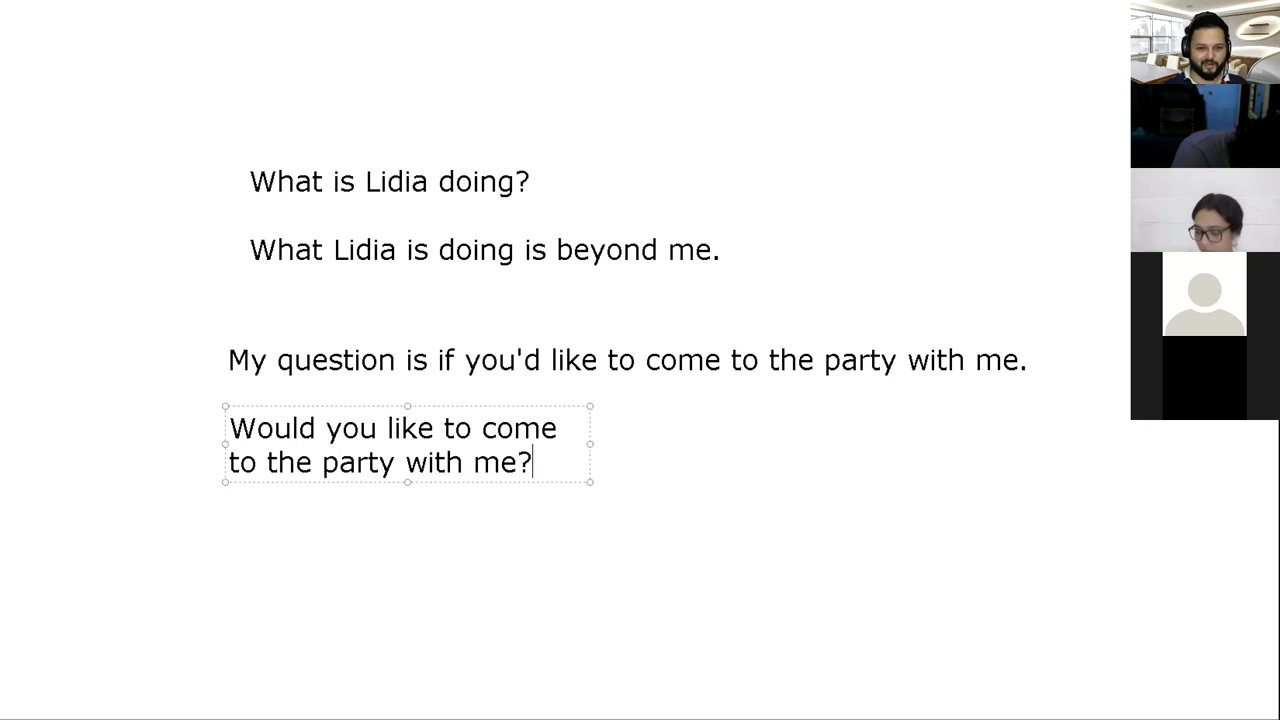 What is Lidia doing?
What Lidia is doing is beyond me.
My question is if you'd like to come to the party with me.
Would you like to come
to the party with me?